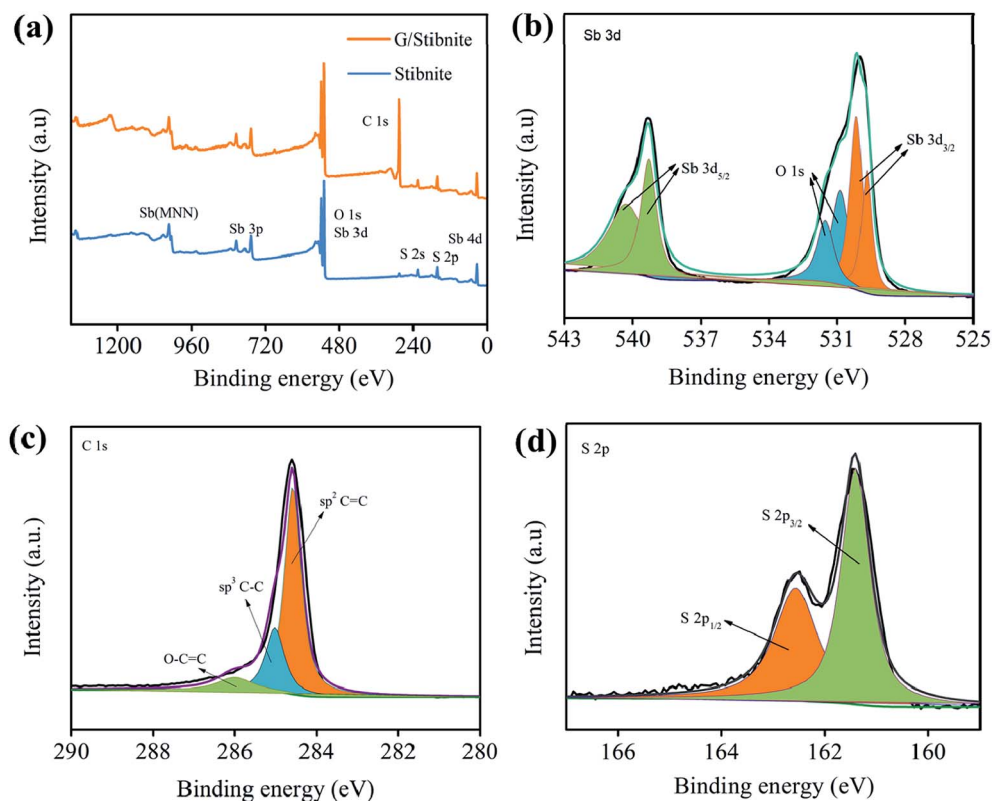 (a)
G/Stibnite
Stibnite
C 1s
Sb(MNN)
Sb 3p
O 1s
Sb 3d
S 2s
S 2p
Sb 4d
Intensity (a.u)
1200 960 720 480 240 0
Binding energy (eV)
(b)
Sb 3d
Sb 3d5/2
O 1s
Sb 3d3/2
Intensity (a.u)
543 540 537 534 531 528 525
Binding energy (eV)
(c)
C 1s
sp2 C=C
sp3 C-C
O-C=C
Intensity (a.u.)
290 288 286 284 282 280
Binding energy (eV)
(d)
S 2p
S 2p3/2
S 2p1/2
Intensity (a.u.)
166 164 162 160
Binding energy (eV)